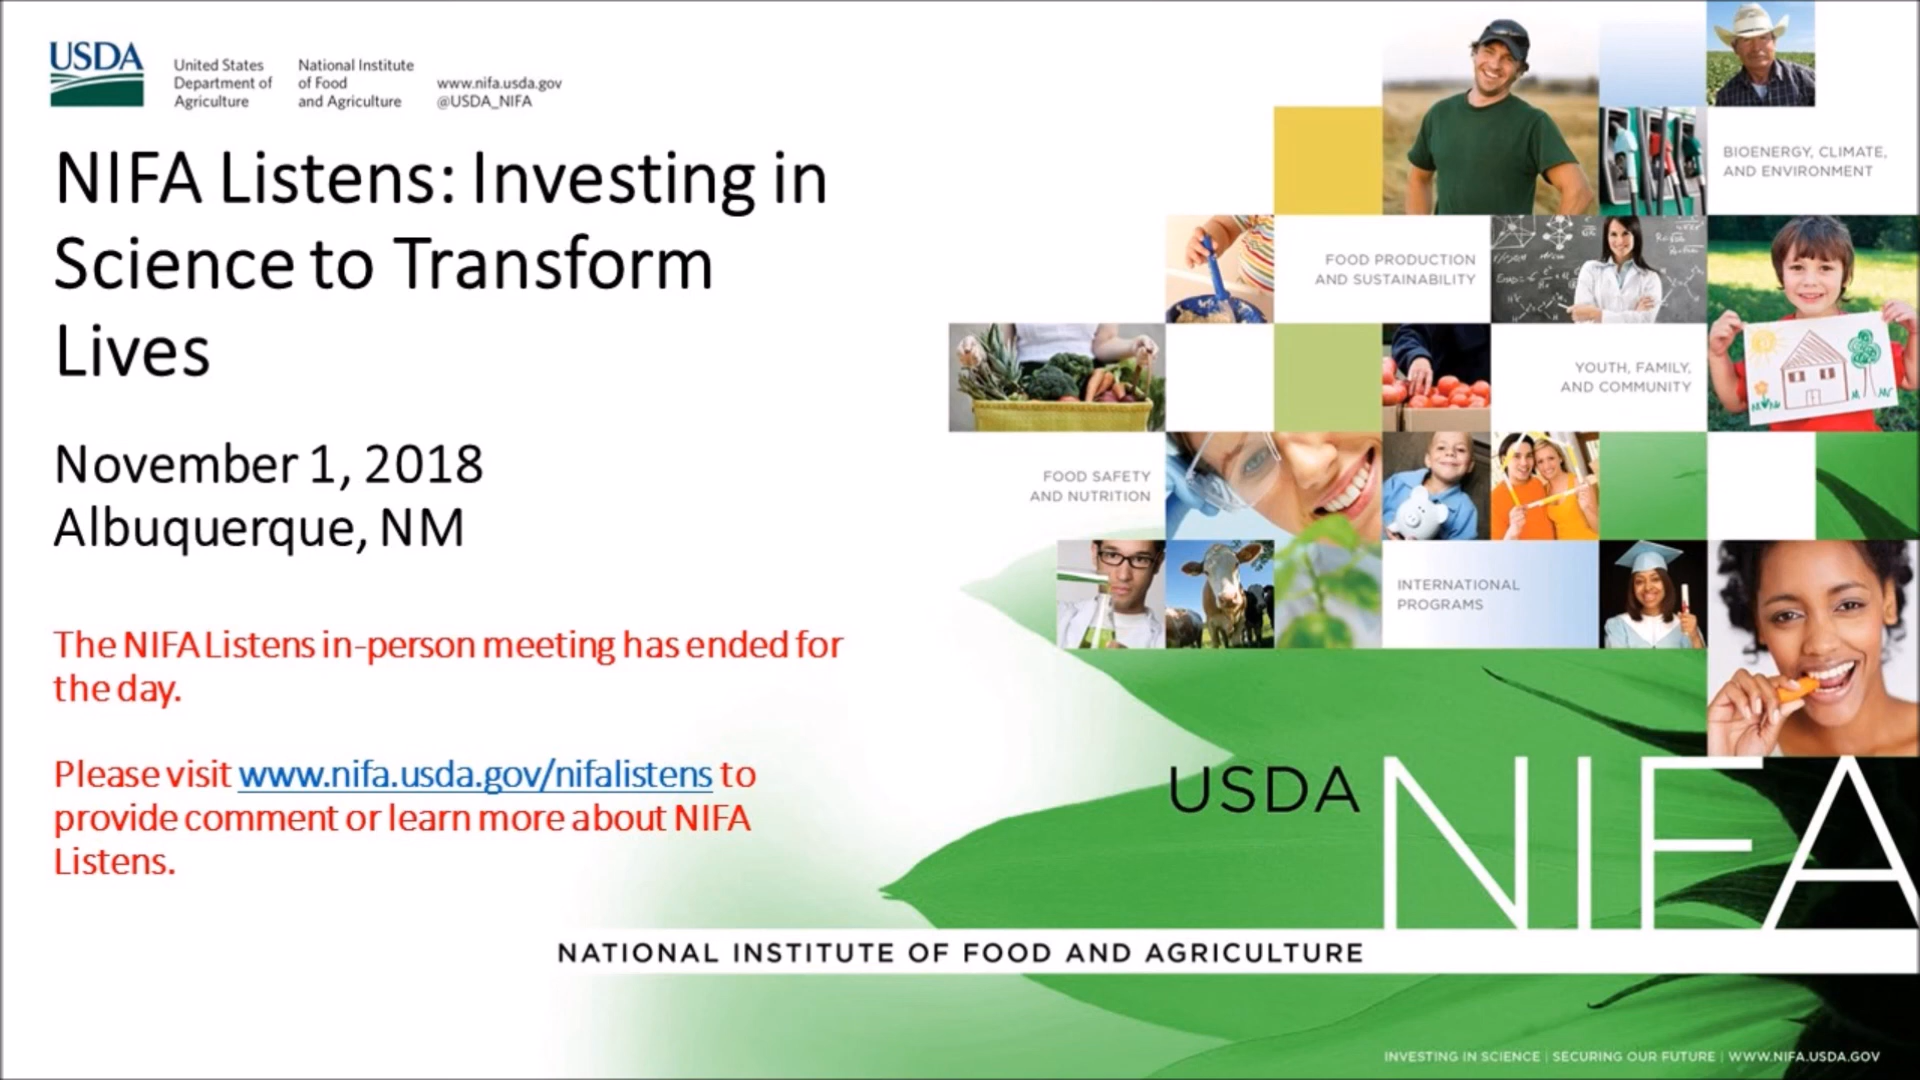 USDA
United States
Department of
Agriculture
National Institute
of Food
and Agriculture
www.nifa.usda.gov
@USDA_NIFA
NIFA Listens: Investing in
Science to Transform
Lives
November 1, 2018
Albuquerque, NM
The NIFA Listens in-person meeting has ended for
the day.
Please visit www.nifa.usda.gov/nifalistens to
provide comment or learn more about NIFA
Listens.
BIOENERGY, CLIMATE,
AND ENVIRONMENT
FOOD PRODUCTION
AND SUSTAINABILITY
YOUTH, FAMILY,
AND COMMUNITY
FOOD SAFETY
AND NUTRITION
INTERNATIONAL
PROGRAMS
USDA NIFA
NATIONAL INSTITUTE OF FOOD AND AGRICULTURE
INVESTING IN SCIENCE | SECURING OUR FUTURE | WWW.NIFA.USDA.GOV